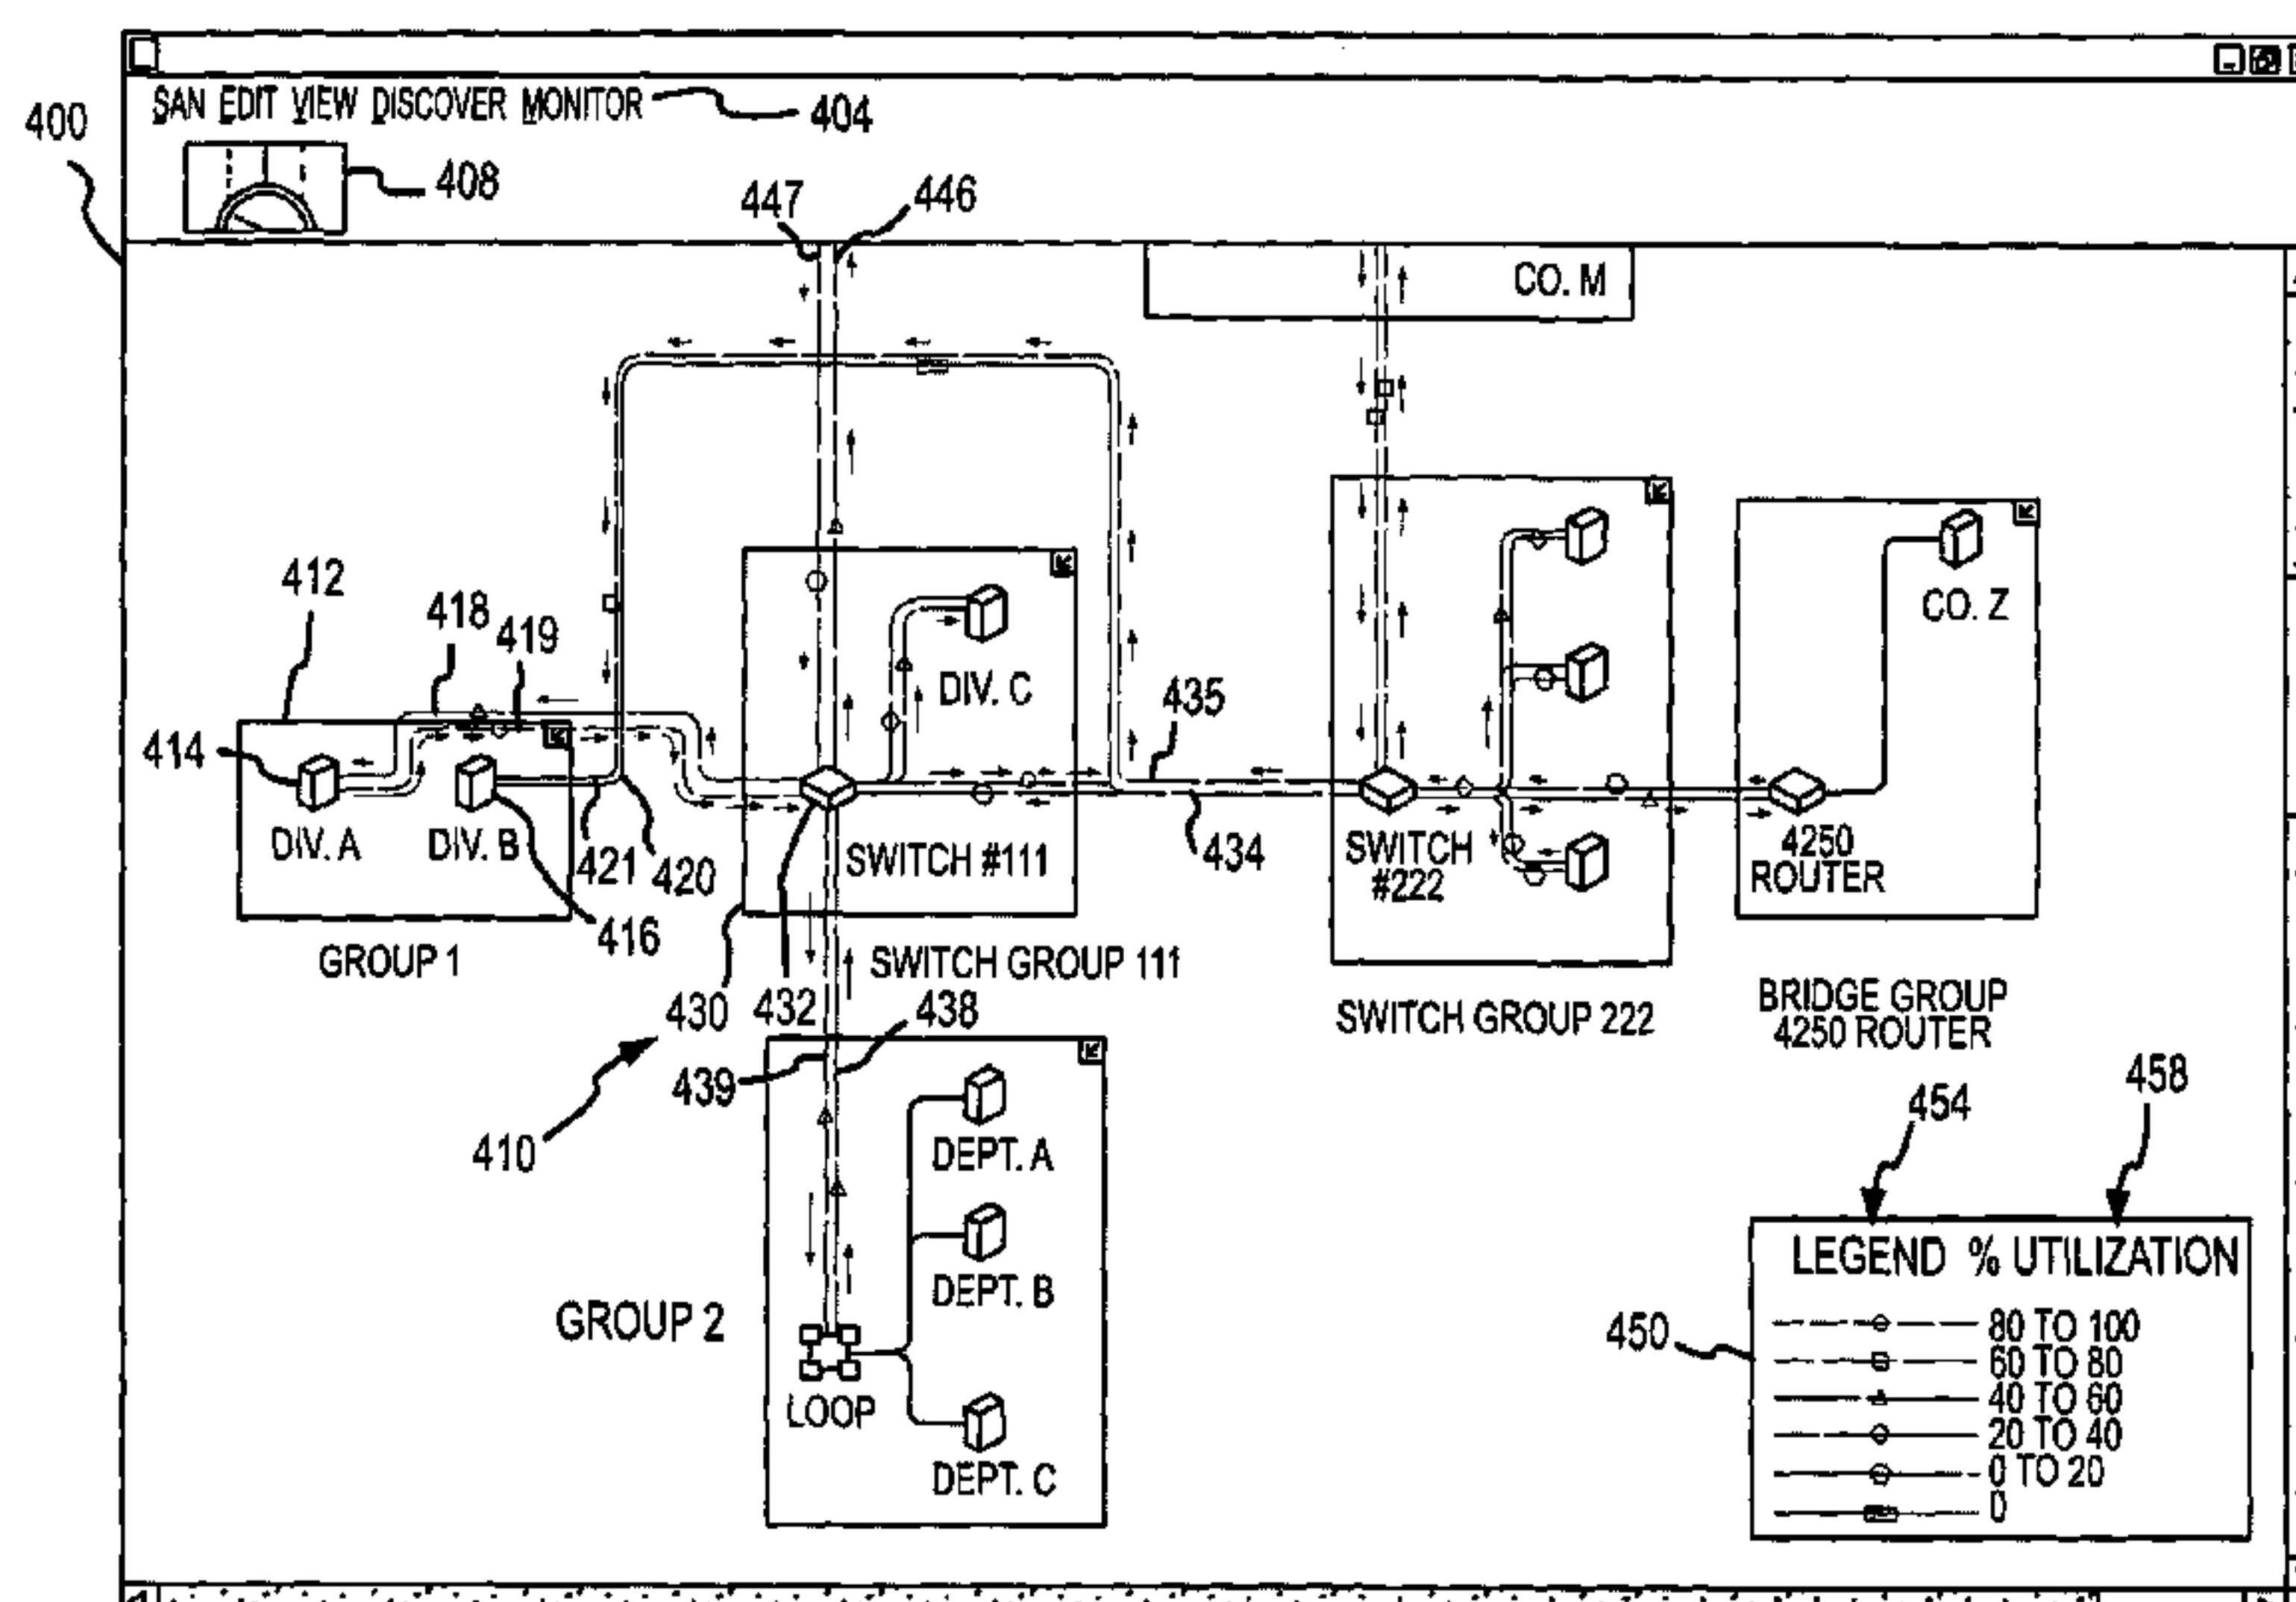 SAN EDIT VIEW DISCOVER MONITOR
404
400
408
447
446
CO. M
412
418
419
414
DIV. A
DIV. B
421
420
416
GROUP 1
DIV. C
435
434
SWITCH #111
430
432
SWITCH GROUP 111
SWITCH
#222
SWITCH GROUP 222
CO. Z
4250
ROUTER
BRIDGE GROUP
4250 ROUTER
438
439
410
DEPT. A
DEPT. B
DEPT. C
LOOP
GROUP 2
454
458
450
LEGEND % UTILIZATION
80 TO 100
60 TO 80
40 TO 60
20 TO 40
0 TO 20
0